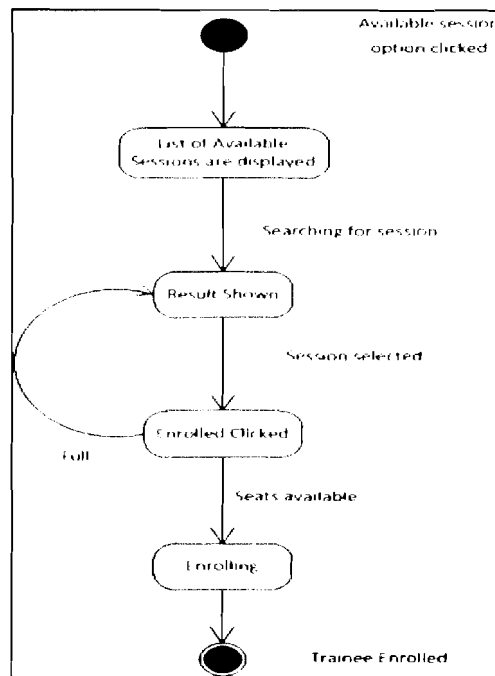 Available session
option clicked
List of Available
Sessions are displayed
Searching for session
Result Shown
Session selected
Enrolled Clicked
Full
Seats available
Enrolling
Trainee Enrolled